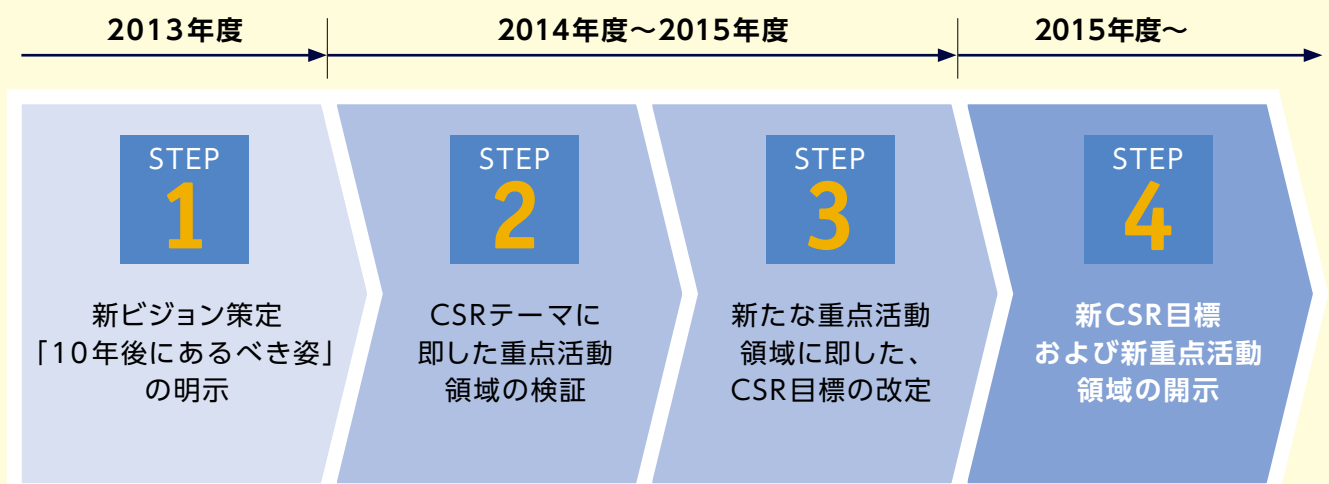 2013年度
2014年度～2015年度
2015年度～
STEP
1
新ビジョン策定
「10年後にあるべき姿」
の明示
STEP
2
CSRテーマに
即した重点活動
領域の検証
STEP
3
新たな重点活動
領域に即した、
CSR目標の改定
STEP
4
新CSR目標
および新重点活動
領域の開示